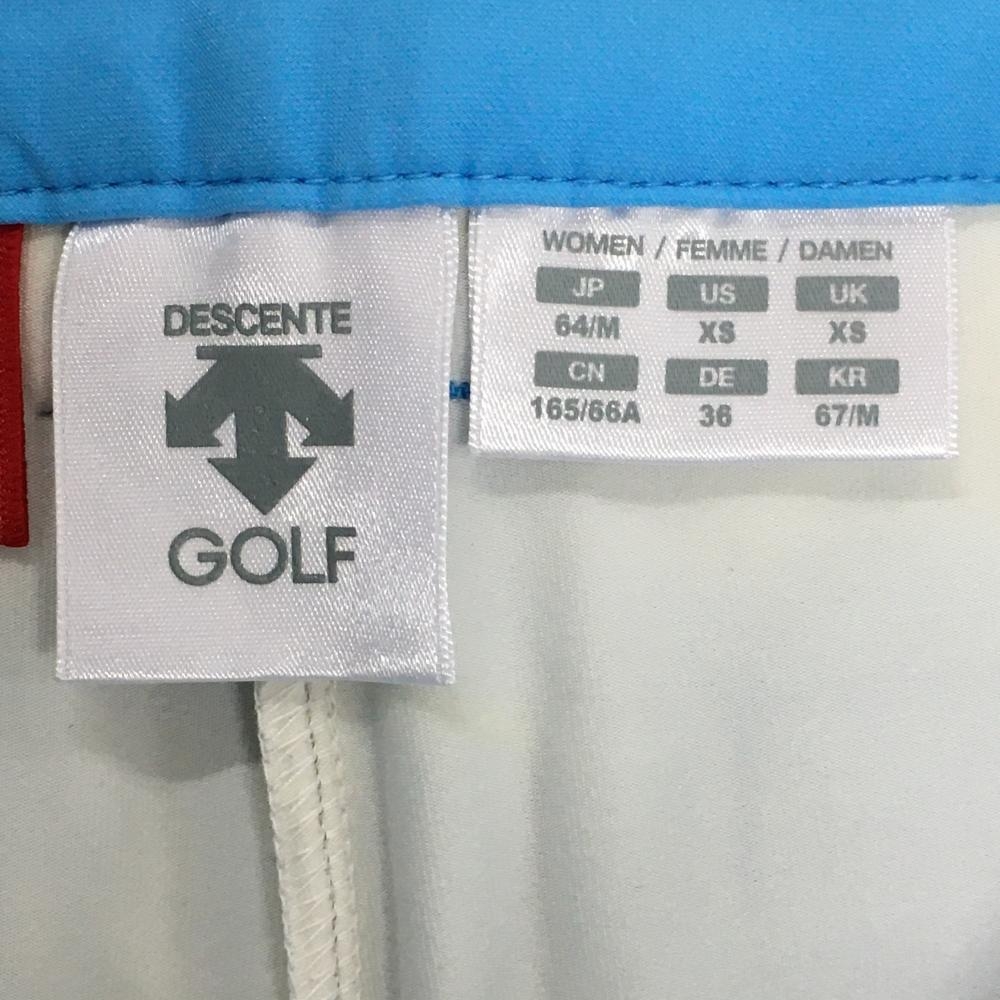 DESCENTE
GOLF
WOMEN / FEMME / DAMEN
JP US UK
64/M XS XS
CN DE KR
165/66A 36 67/M